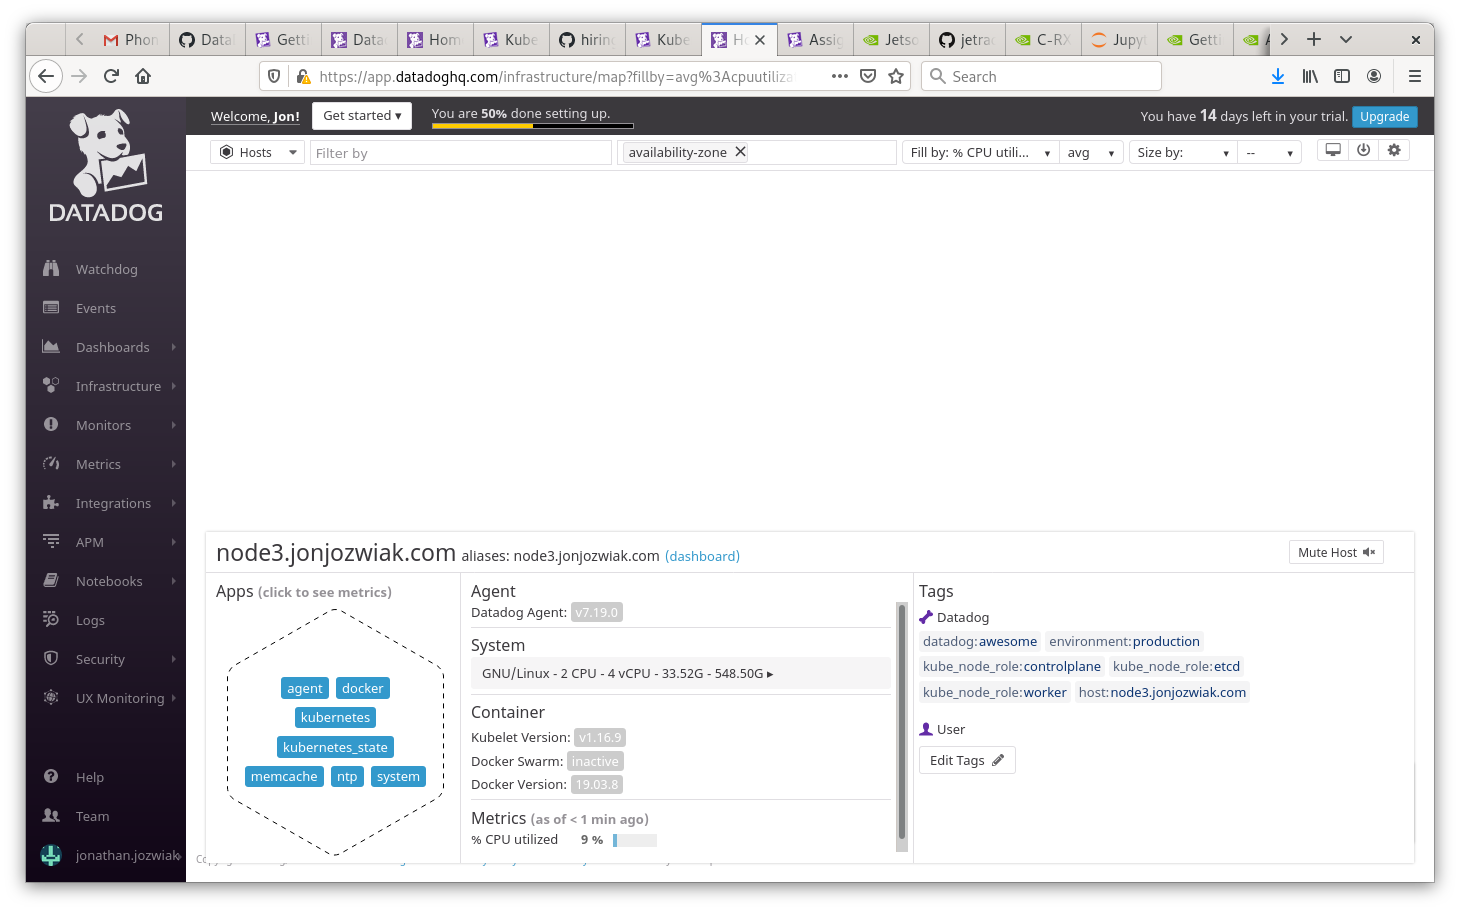 Phon
Datal
Getti
Data
Hom
Kube
hiring
Kube
Ho
Assig
Jetso
jetra
C-RX
Jupyt
Getti
https://app.datadoghq.com/infrastructure/map?fillby=avg%3Acpuutiliza
Search
DATADOG
Welcome, Jon!
Get started ▾
You are 50% done setting up.
You have 14 days left in your trial.
Upgrade
Hosts
Filter by
availability-zone
Fill by: % CPU utili...
avg
Size by:
--
Watchdog
Events
Dashboards
Infrastructure
Monitors
Metrics
Integrations
APM
Notebooks
Logs
Security
UX Monitoring
Help
Team
jonathan.jozwiak
node3.jonjozwiak.com aliases: node3.jonjozwiak.com (dashboard)
Mute Host
Apps (click to see metrics)
agent docker
kubernetes
kubernetes_state
memcache ntp system
Agent
Datadog Agent: v7.19.0
System
GNU/Linux - 2 CPU - 4 vCPU - 33.52G - 548.50G ▸
Container
Kubelet Version: v1.16.9
Docker Swarm: inactive
Docker Version: 19.03.8
Metrics (as of < 1 min ago)
% CPU utilized 9 %
Tags
Datadog
datadog:awesome environment:production
kube_node_role:controlplane kube_node_role:etcd
kube_node_role:worker host:node3.jonjozwiak.com
User
Edit Tags